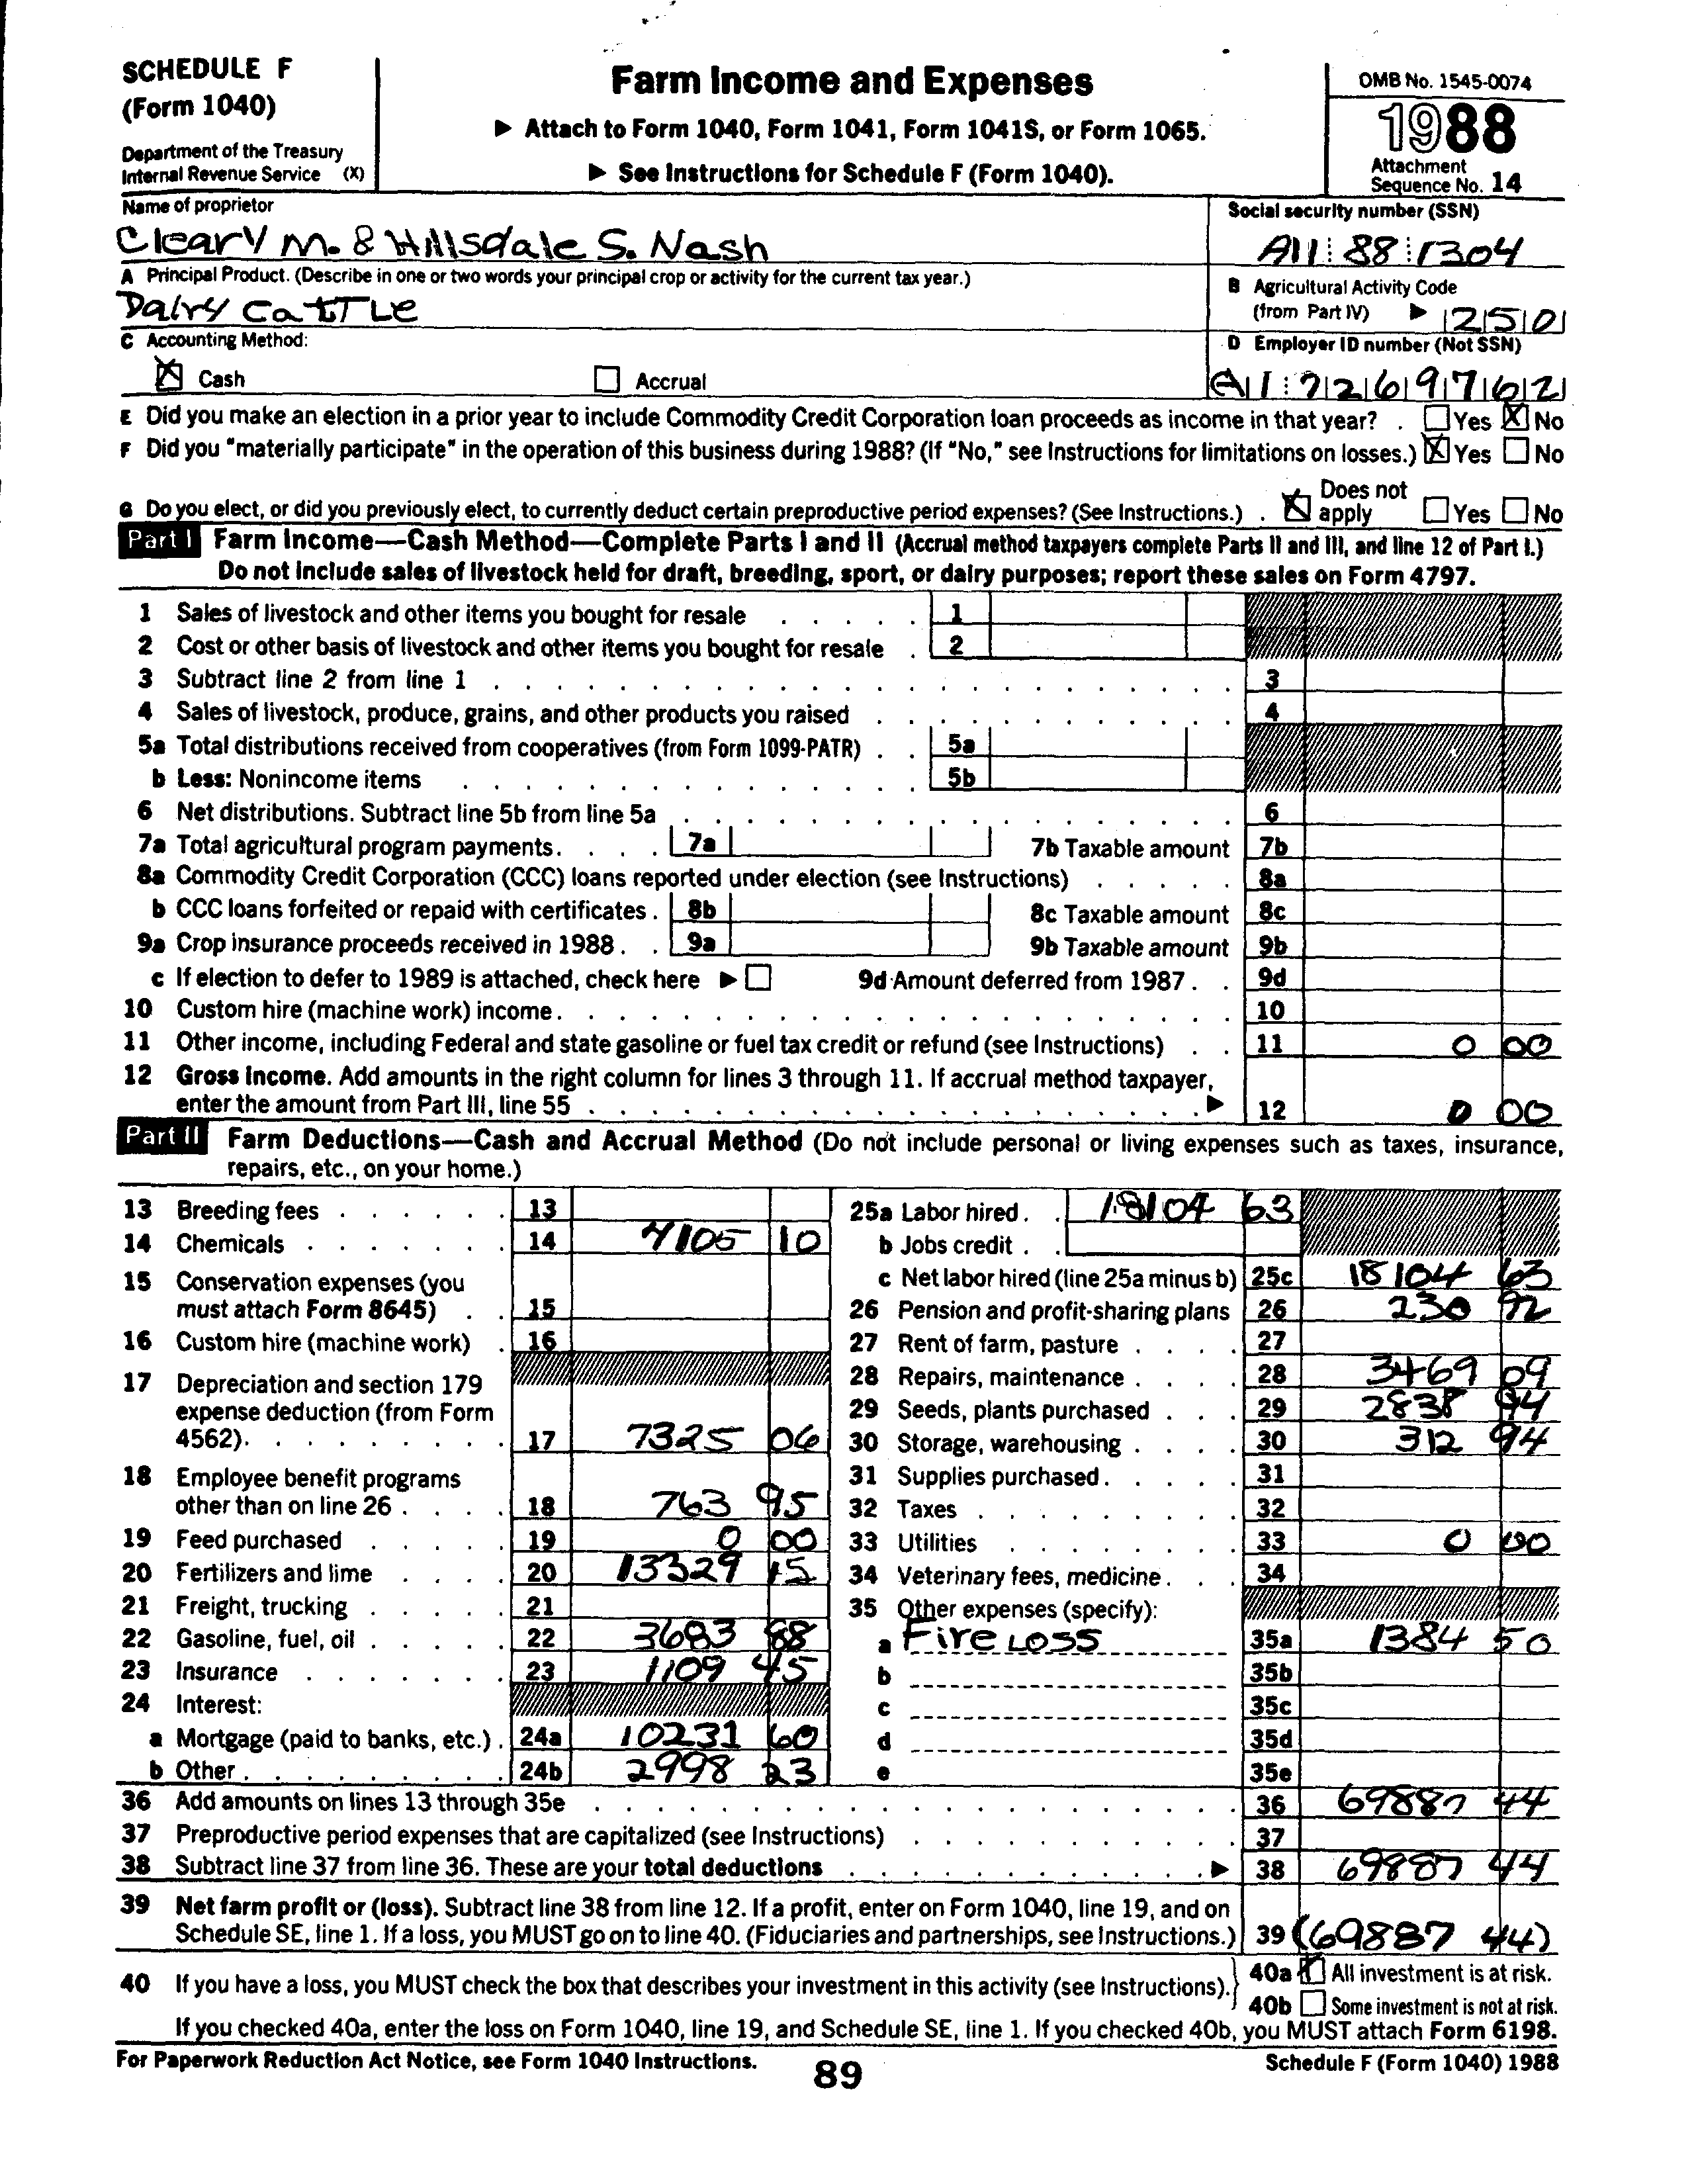 SCHEDULE F
(Form 1040)
Department of the Treasury
Internal Revenue Service (X)
Farm Income and Expenses
▶ Attach to Form 1040, Form 1041, Form 1041S, or Form 1065.
▶ See Instructions for Schedule F (Form 1040).
OMB No. 1545-0074
1988
Attachment
Sequence No. 14
Name of proprietor
Cleary M. & Hillsdale S. Nash
Social security number (SSN)
A11 88 1304
A Principal Product. (Describe in one or two words your principal crop or activity for the current tax year.)
Dairy Cattle
B Agricultural Activity Code
(from Part IV) ▶ 250
C Accounting Method:
☒ Cash ☐ Accrual
D Employer ID number (Not SSN)
A1 7269762
E Did you make an election in a prior year to include Commodity Credit Corporation loan proceeds as income in that year? . ☐ Yes ☒ No
F Did you "materially participate" in the operation of this business during 1988? (If "No," see Instructions for limitations on losses.) ☒ Yes ☐ No
G Do you elect, or did you previously elect, to currently deduct certain preproductive period expenses? (See Instructions.) . ☒ Does not apply ☐ Yes ☐ No
Part I Farm Income—Cash Method—Complete Parts I and II (Accrual method taxpayers complete Parts II and III, and line 12 of Part I.)
Do not include sales of livestock held for draft, breeding, sport, or dairy purposes; report these sales on Form 4797.
1 Sales of livestock and other items you bought for resale 1
2 Cost or other basis of livestock and other items you bought for resale 2
3 Subtract line 2 from line 1 3
4 Sales of livestock, produce, grains, and other products you raised 4
5a Total distributions received from cooperatives (from Form 1099-PATR) 5a
b Less: Nonincome items 5b
6 Net distributions. Subtract line 5b from line 5a 6
7a Total agricultural program payments. 7a 7b Taxable amount 7b
8a Commodity Credit Corporation (CCC) loans reported under election (see Instructions) 8a
b CCC loans forfeited or repaid with certificates 8b 8c Taxable amount 8c
9a Crop insurance proceeds received in 1988 9a 9b Taxable amount 9b
c If election to defer to 1989 is attached, check here ▶ ☐ 9d Amount deferred from 1987 9d
10 Custom hire (machine work) income 10
11 Other income, including Federal and state gasoline or fuel tax credit or refund (see Instructions) 11 0 00
12 Gross Income. Add amounts in the right column for lines 3 through 11. If accrual method taxpayer,
enter the amount from Part III, line 55 ▶ 12 0 00
Part II Farm Deductions—Cash and Accrual Method (Do not include personal or living expenses such as taxes, insurance,
repairs, etc., on your home.)
13 Breeding fees 13
14 Chemicals 14 4105 10
15 Conservation expenses (you
must attach Form 8645) 15
16 Custom hire (machine work) 16
17 Depreciation and section 179
expense deduction (from Form
4562) 17 7325 06
18 Employee benefit programs
other than on line 26 18 763 95
19 Feed purchased 19 0 00
20 Fertilizers and lime 20 13329 15
21 Freight, trucking 21
22 Gasoline, fuel, oil 22 3683 88
23 Insurance 23 1109 45
24 Interest:
a Mortgage (paid to banks, etc.) 24a 10231 60
b Other 24b 2998 23
25a Labor hired 18104 63
b Jobs credit
c Net labor hired (line 25a minus b) 25c 18104 63
26 Pension and profit-sharing plans 26 230 92
27 Rent of farm, pasture 27
28 Repairs, maintenance 28 3469 09
29 Seeds, plants purchased 29 2838 94
30 Storage, warehousing 30 312 94
31 Supplies purchased 31
32 Taxes 32
33 Utilities 33 0 00
34 Veterinary fees, medicine 34
35 Other expenses (specify):
a Fire Loss 35a 1384 50
b 35b
c 35c
d 35d
e 35e
36 Add amounts on lines 13 through 35e 36 69887 44
37 Preproductive period expenses that are capitalized (see Instructions) 37
38 Subtract line 37 from line 36. These are your total deductions ▶ 38 69887 44
39 Net farm profit or (loss). Subtract line 38 from line 12. If a profit, enter on Form 1040, line 19, and on
Schedule SE, line 1. If a loss, you MUST go on to line 40. (Fiduciaries and partnerships, see Instructions.) 39 (69887 44)
40 If you have a loss, you MUST check the box that describes your investment in this activity (see Instructions).
40a ☒ All investment is at risk.
40b ☐ Some investment is not at risk.
If you checked 40a, enter the loss on Form 1040, line 19, and Schedule SE, line 1. If you checked 40b, you MUST attach Form 6198.
For Paperwork Reduction Act Notice, see Form 1040 Instructions.
89
Schedule F (Form 1040) 1988